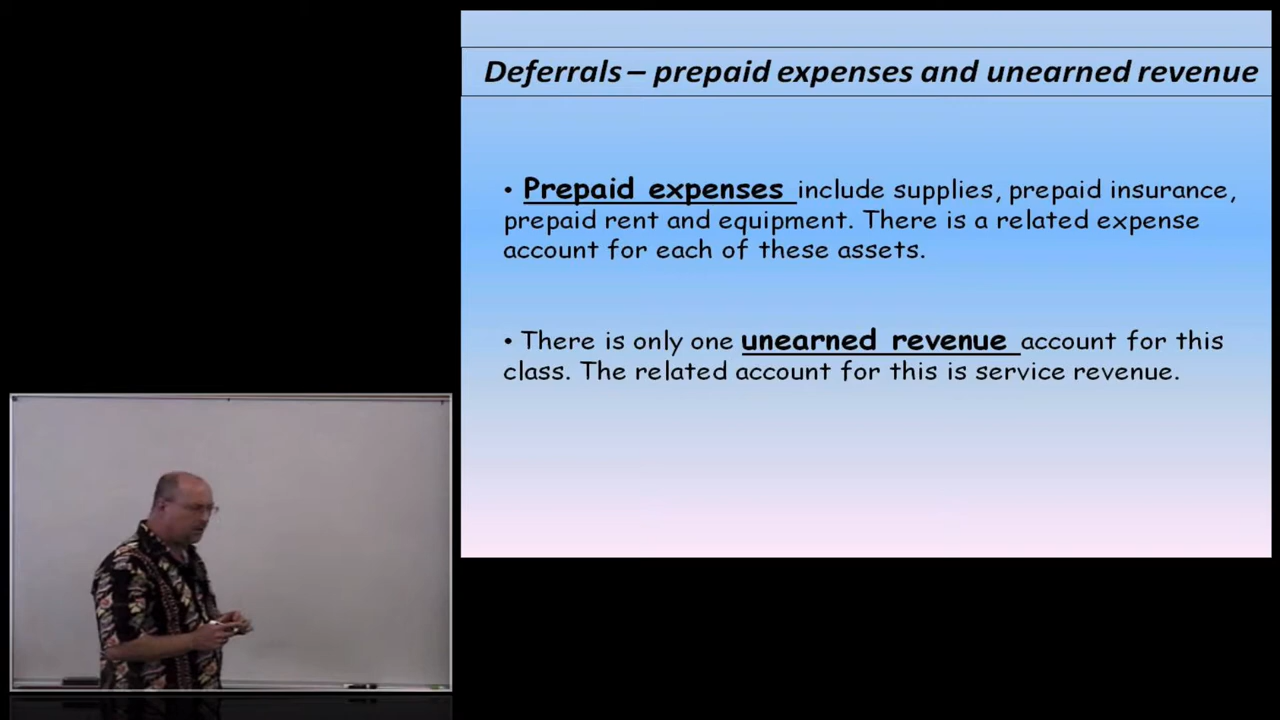 Deferrals – prepaid expenses and unearned revenue
• Prepaid expenses include supplies, prepaid insurance,
prepaid rent and equipment. There is a related expense
account for each of these assets.
• There is only one unearned revenue account for this
class. The related account for this is service revenue.